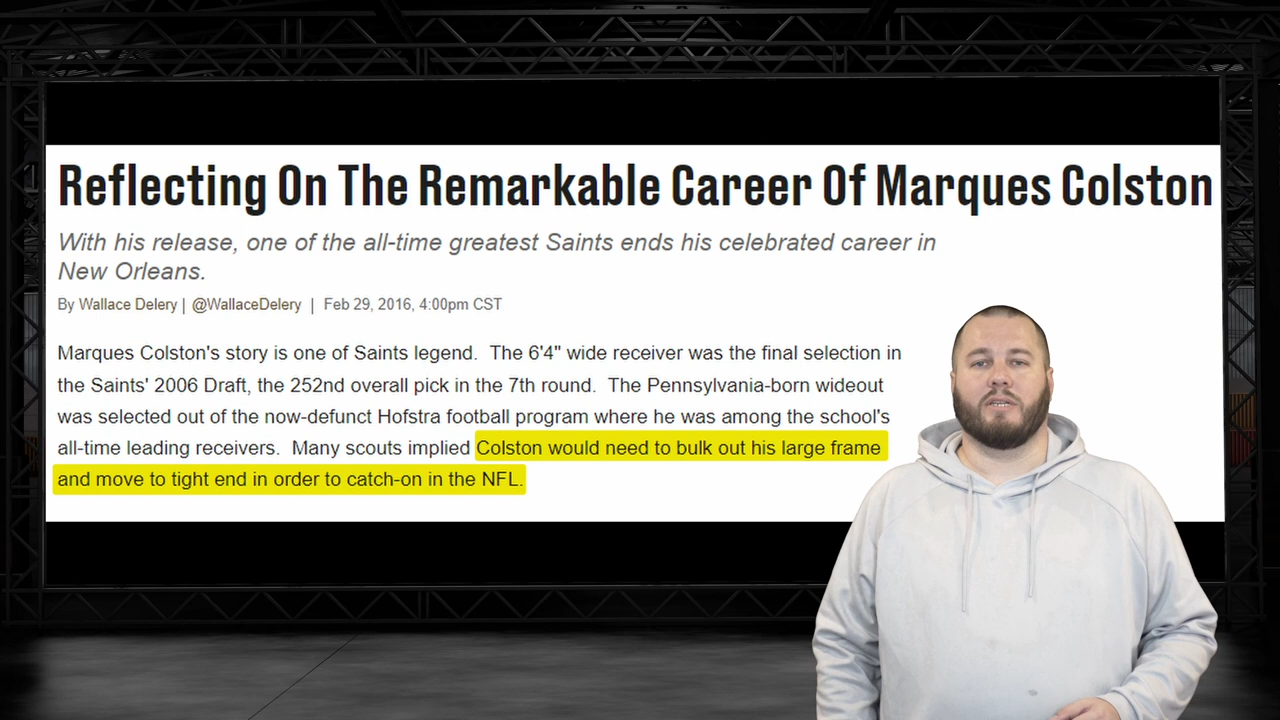 Reflecting On The Remarkable Career Of Marques Colston
With his release, one of the all-time greatest Saints ends his celebrated career in
New Orleans.
By Wallace Delery | @WallaceDelery | Feb 29, 2016, 4:00pm CST
Marques Colston's story is one of Saints legend. The 6'4" wide receiver was the final selection in
the Saints' 2006 Draft, the 252nd overall pick in the 7th round. The Pennsylvania-born wideout
was selected out of the now-defunct Hofstra football program where he was among the school's
all-time leading receivers. Many scouts implied Colston would need to bulk out his large frame
and move to tight end in order to catch-on in the NFL.